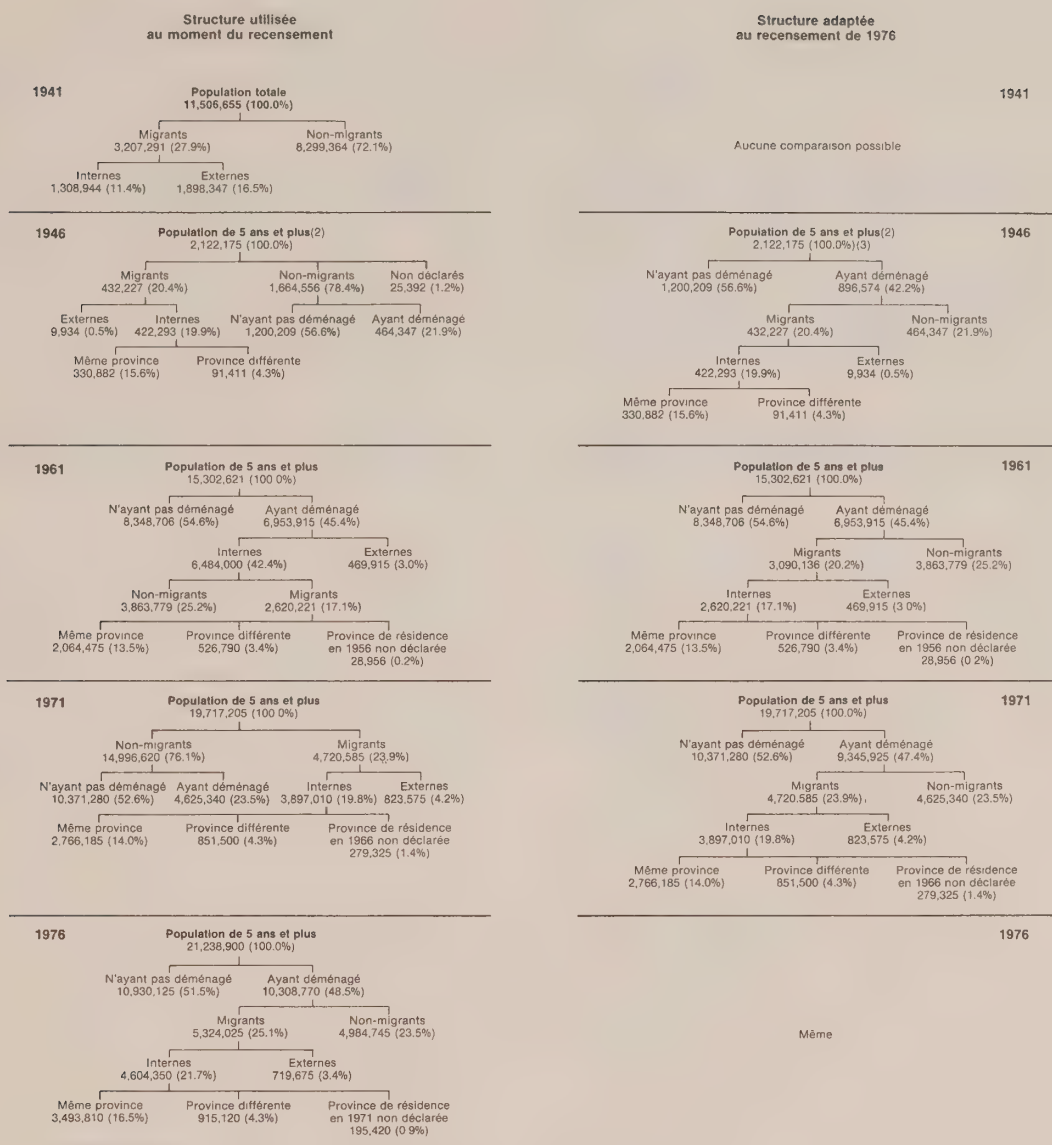 Structure utilisée
au moment du recensement
Structure adaptée
au recensement de 1976
1941
Population totale
11,506,655 (100.0%)
Migrants
Non-migrants
3,207,291 (27.9%)
8,299,364 (72.1%)
Internes
Externes
1,308,944 (11.4%)
1,898,347 (16.5%)
1941
Aucune comparaison possible
1946
Population de 5 ans et plus(2)
2,122,175 (100.0%)
Migrants
Non-migrants
Non déclarés
432,227 (20.4%)
1,664,556 (78.4%)
25,392 (1.2%)
Externes
Internes
N'ayant pas déménagé
Ayant déménagé
9,934 (0.5%)
422,293 (19.9%)
1,200,209 (56.6%)
464,347 (21.9%)
Même province
Province différente
330,882 (15.6%)
91,411 (4.3%)
1946
Population de 5 ans et plus(2)
2,122,175 (100.0%)(3)
N'ayant pas déménagé
Ayant déménagé
1,200,209 (56.6%)
896,574 (42.2%)
Migrants
Non-migrants
432,227 (20.4%)
464,347 (21.9%)
Internes
Externes
422,293 (19.9%)
9,934 (0.5%)
Même province
Province différente
330,882 (15.6%)
91,411 (4.3%)
1961
Population de 5 ans et plus
15,302,621 (100 0%)
N'ayant pas déménagé
Ayant déménagé
8,348,706 (54.6%)
6,953,915 (45.4%)
Internes
Externes
6,484,000 (42.4%)
469,915 (3.0%)
Non-migrants
Migrants
3,863,779 (25.2%)
2,620,221 (17.1%)
Même province
Province différente
Province de résidence
2,064,475 (13.5%)
526,790 (3.4%)
en 1956 non déclarée
28,956 (0.2%)
1961
Population de 5 ans et plus
15,302,621 (100.0%)
N'ayant pas déménagé
Ayant déménagé
8,348,706 (54.6%)
6,953,915 (45.4%)
Migrants
Non-migrants
3,090,136 (20.2%)
3,863,779 (25.2%)
Internes
Externes
2,620,221 (17.1%)
469,915 (3 0%)
Même province
Province différente
Province de résidence
2,064,475 (13.5%)
526,790 (3.4%)
en 1956 non déclarée
28,956 (0 2%)
1971
Population de 5 ans et plus
19,717,205 (100 0%)
Non-migrants
Migrants
14,996,620 (76.1%)
4,720,585 (23.9%)
N'ayant pas déménagé
Ayant déménagé
Internes
Externes
10,371,280 (52.6%)
4,625,340 (23.5%)
3,897,010 (19.8%)
823,575 (4.2%)
Même province
Province différente
Province de résidence
2,766,185 (14.0%)
851,500 (4.3%)
en 1966 non déclarée
279,325 (1.4%)
1971
Population de 5 ans et plus
19,717,205 (100.0%)
N'ayant pas déménagé
Ayant déménagé
10,371,280 (52.6%)
9,345,925 (47.4%)
Migrants
Non-migrants
4,720.585 (23.9%)
4,625,340 (23.5%)
Internes
Externes
3,897,010 (19.8%)
823,575 (4.2%)
Même province
Province différente
Province de résidence
2,766,185 (14.0%)
851,500 (4.3%)
en 1966 non déclarée
279,325 (1.4%)
1976
Population de 5 ans et plus
21,238,900 (100.0%)
N'ayant pas déménagé
Ayant déménagé
10,930,125 (51.5%)
10,308,770 (48.5%)
Migrants
Non-migrants
5,324,025 (25.1%)
4,984,745 (23.5%)
Internes
Externes
4,604,350 (21.7%)
719,675 (3.4%)
Même province
Province différente
Province de résidence
3,493,810 (16.5%)
915,120 (4.3%)
en 1971 non déclarée
195,420 (0 9%)
1976
Même